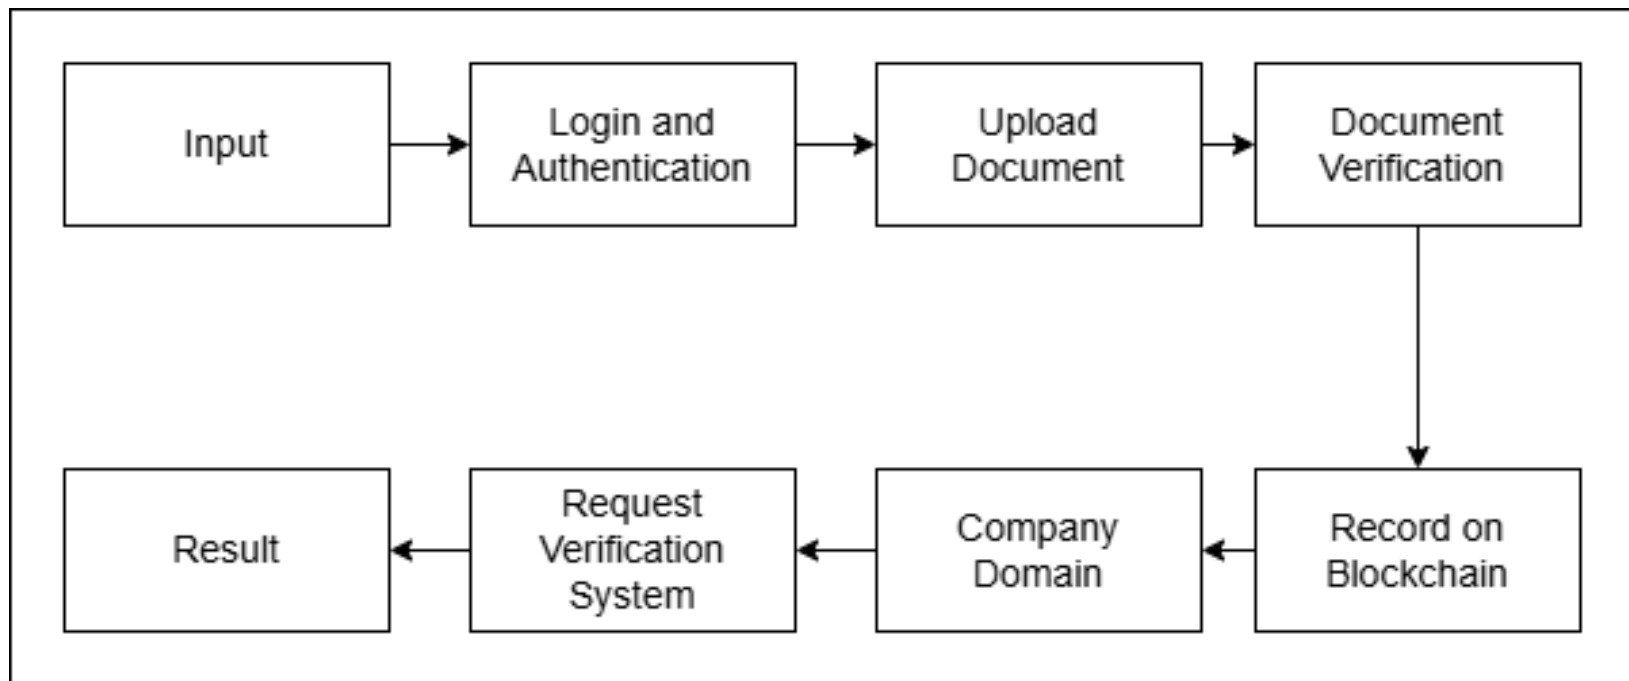 Input
Login and
Authentication
Upload
Document
Document
Verification
Result
Request
Verification
System
Company
Domain
Record on
Blockchain